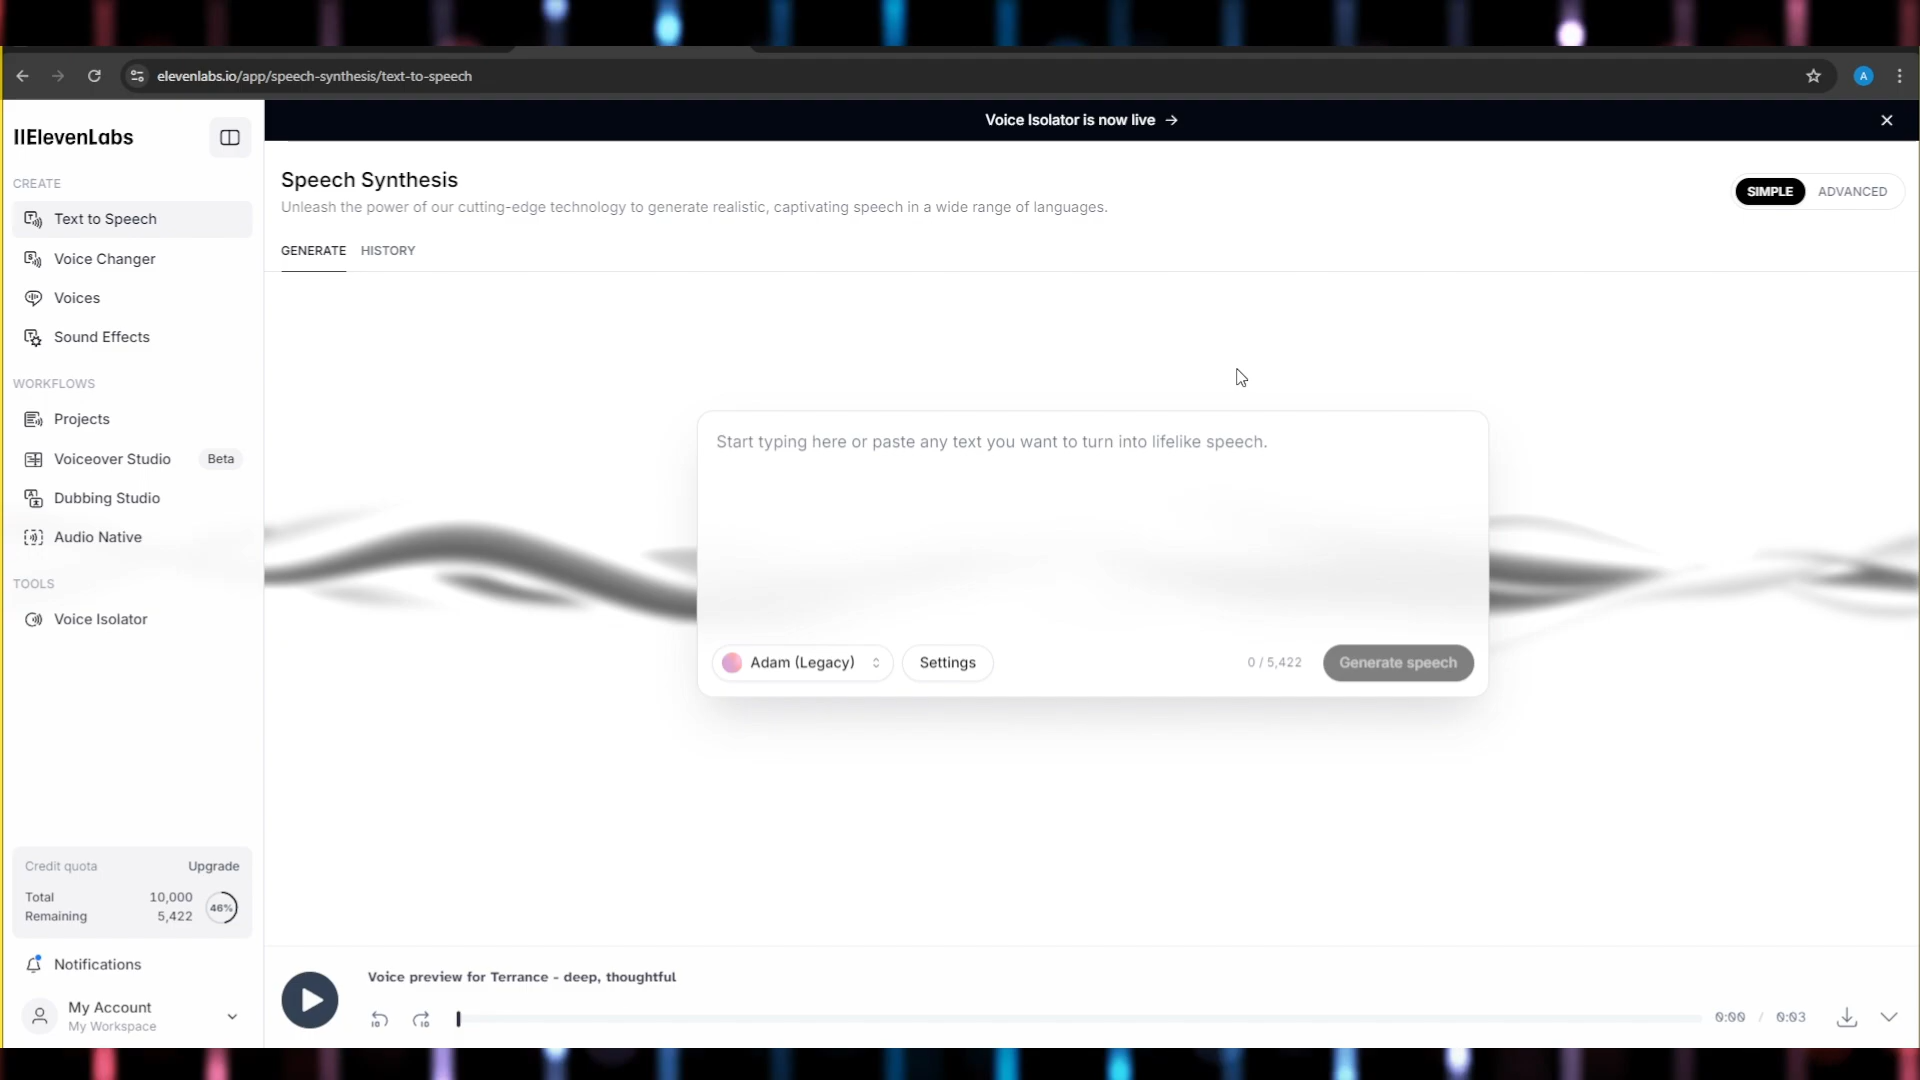 elevenlabs.io/app/speech-synthesis/text-to-speech
A
Voice Isolator is now live →
IIElevenLabs
CREATE
Text to Speech
Voice Changer
Voices
Sound Effects
WORKFLOWS
Projects
Voiceover Studio Beta
Dubbing Studio
Audio Native
TOOLS
Voice Isolator
Credit quota Upgrade
Total 10,000
Remaining 5,422
46%
Notifications
My Account
My Workspace
Speech Synthesis
Unleash the power of our cutting-edge technology to generate realistic, captivating speech in a wide range of languages.
SIMPLE ADVANCED
GENERATE HISTORY
Start typing here or paste any text you want to turn into lifelike speech.
Adam (Legacy) Settings 0 / 5,422 Generate speech
Voice preview for Terrance - deep, thoughtful
10 10 0:00 / 0:03